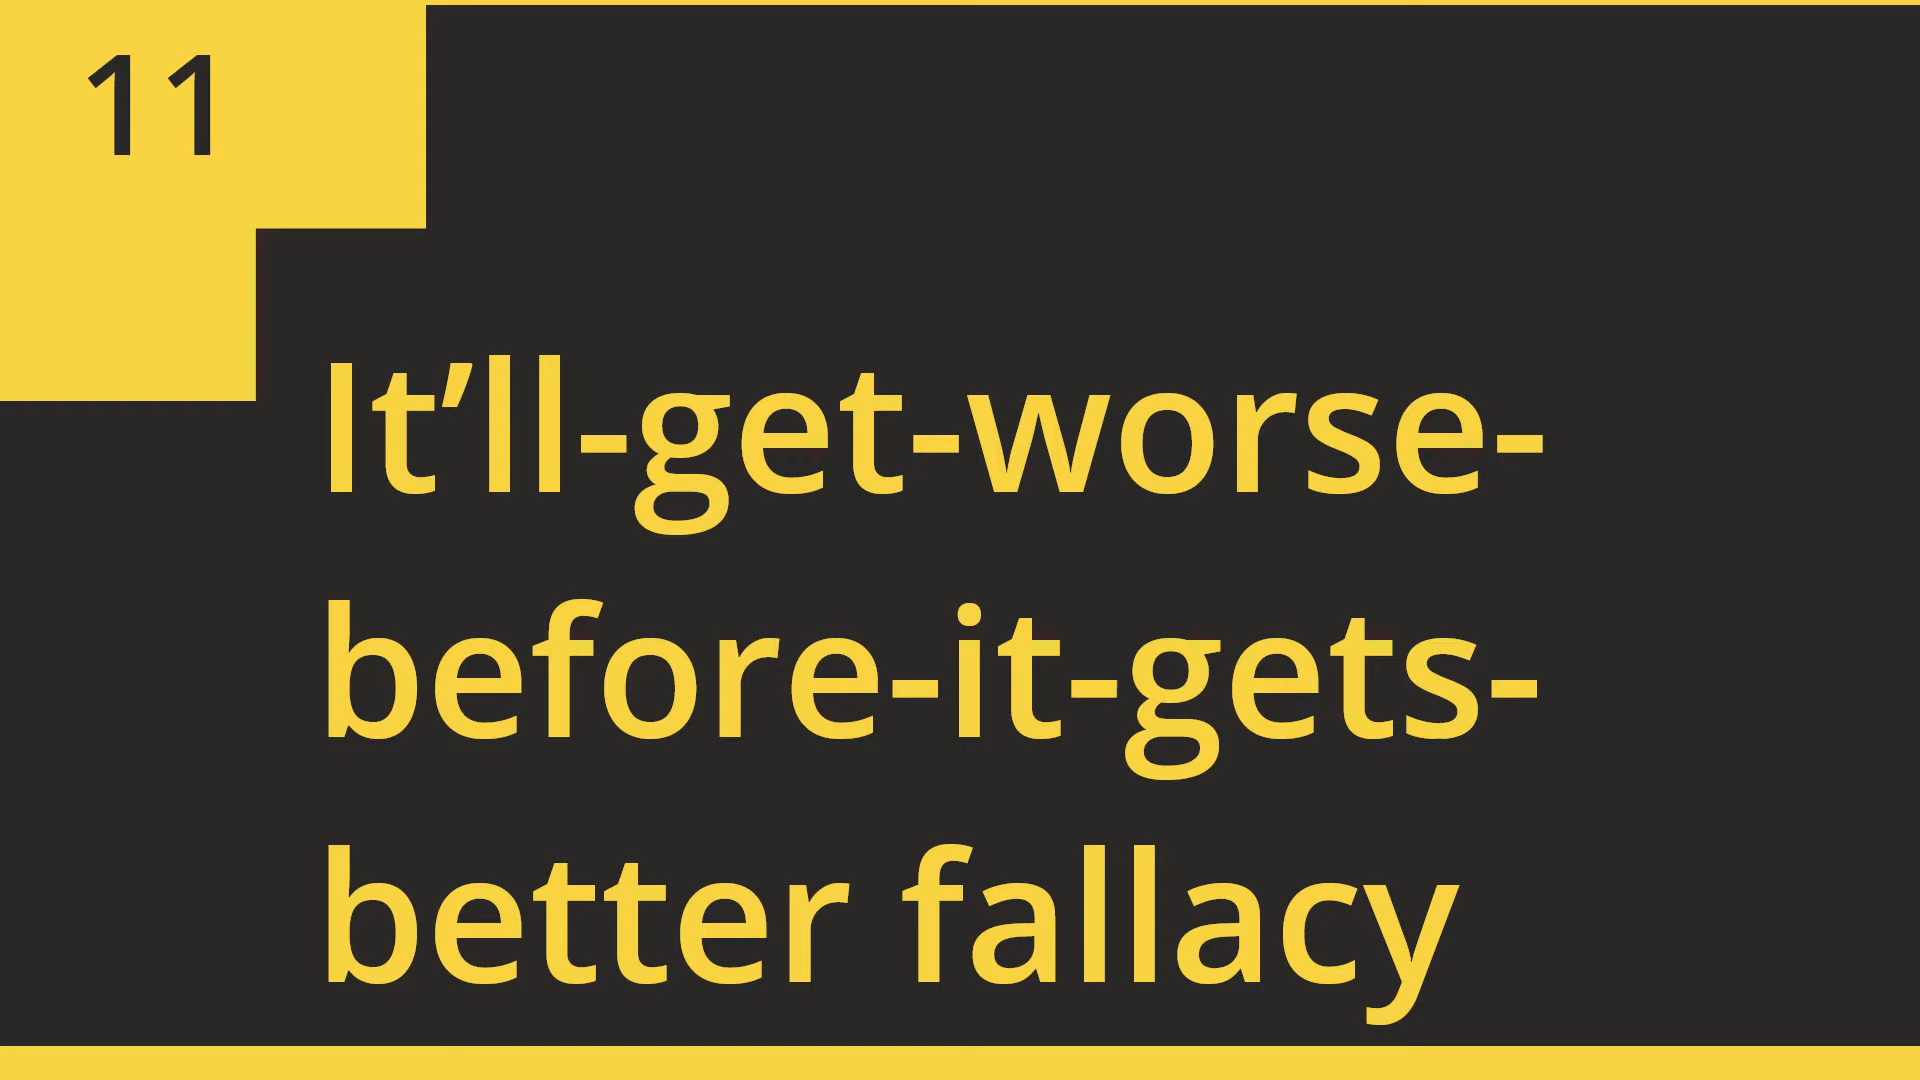 11
It’ll-get-worse-
before-it-gets-
better fallacy